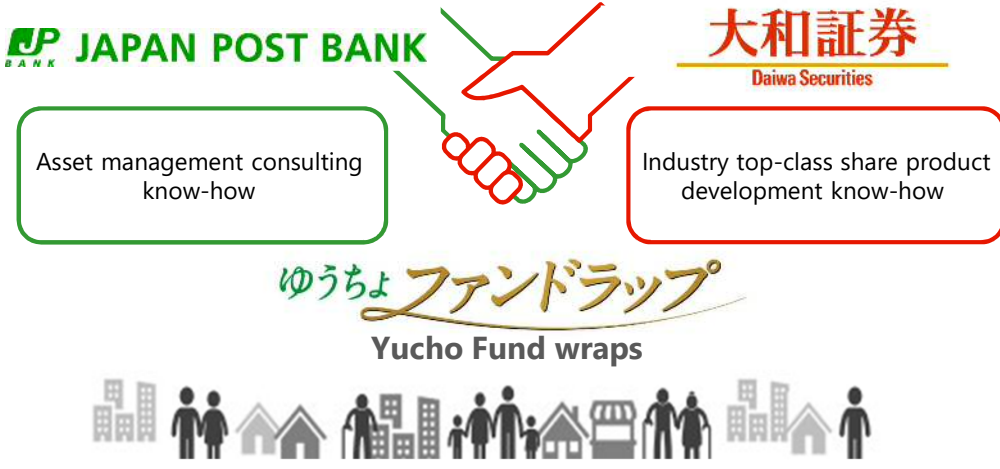 JP
BANK
JAPAN POST BANK
大和証券
Daiwa Securities
Asset management consulting
know-how
Industry top-class share product
development know-how
ゆうちょ ファンドラップ
Yucho Fund wraps